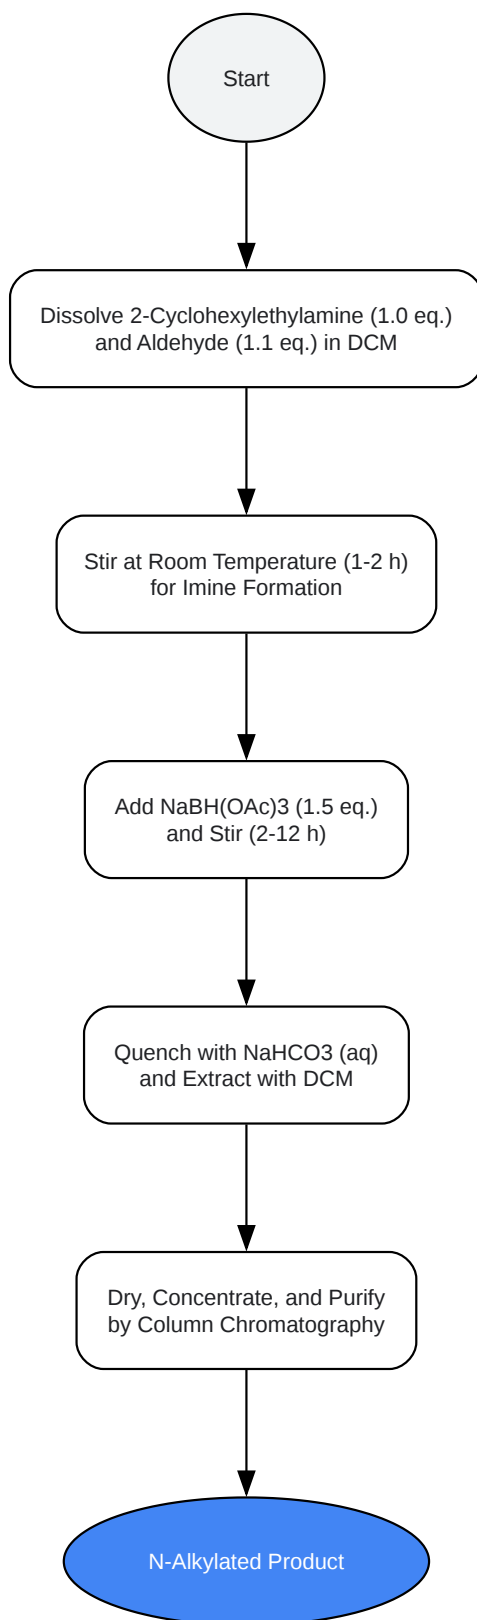 Start
Dissolve 2-Cyclohexylethylamine (1.0 eq.)
and Aldehyde (1.1 eq.) in DCM
Stir at Room Temperature (1-2 h)
for Imine Formation
Add NaBH(OAc)3 (1.5 eq.)
and Stir (2-12 h)
Quench with NaHCO3 (aq)
and Extract with DCM
Dry, Concentrate, and Purify
by Column Chromatography
N-Alkylated Product